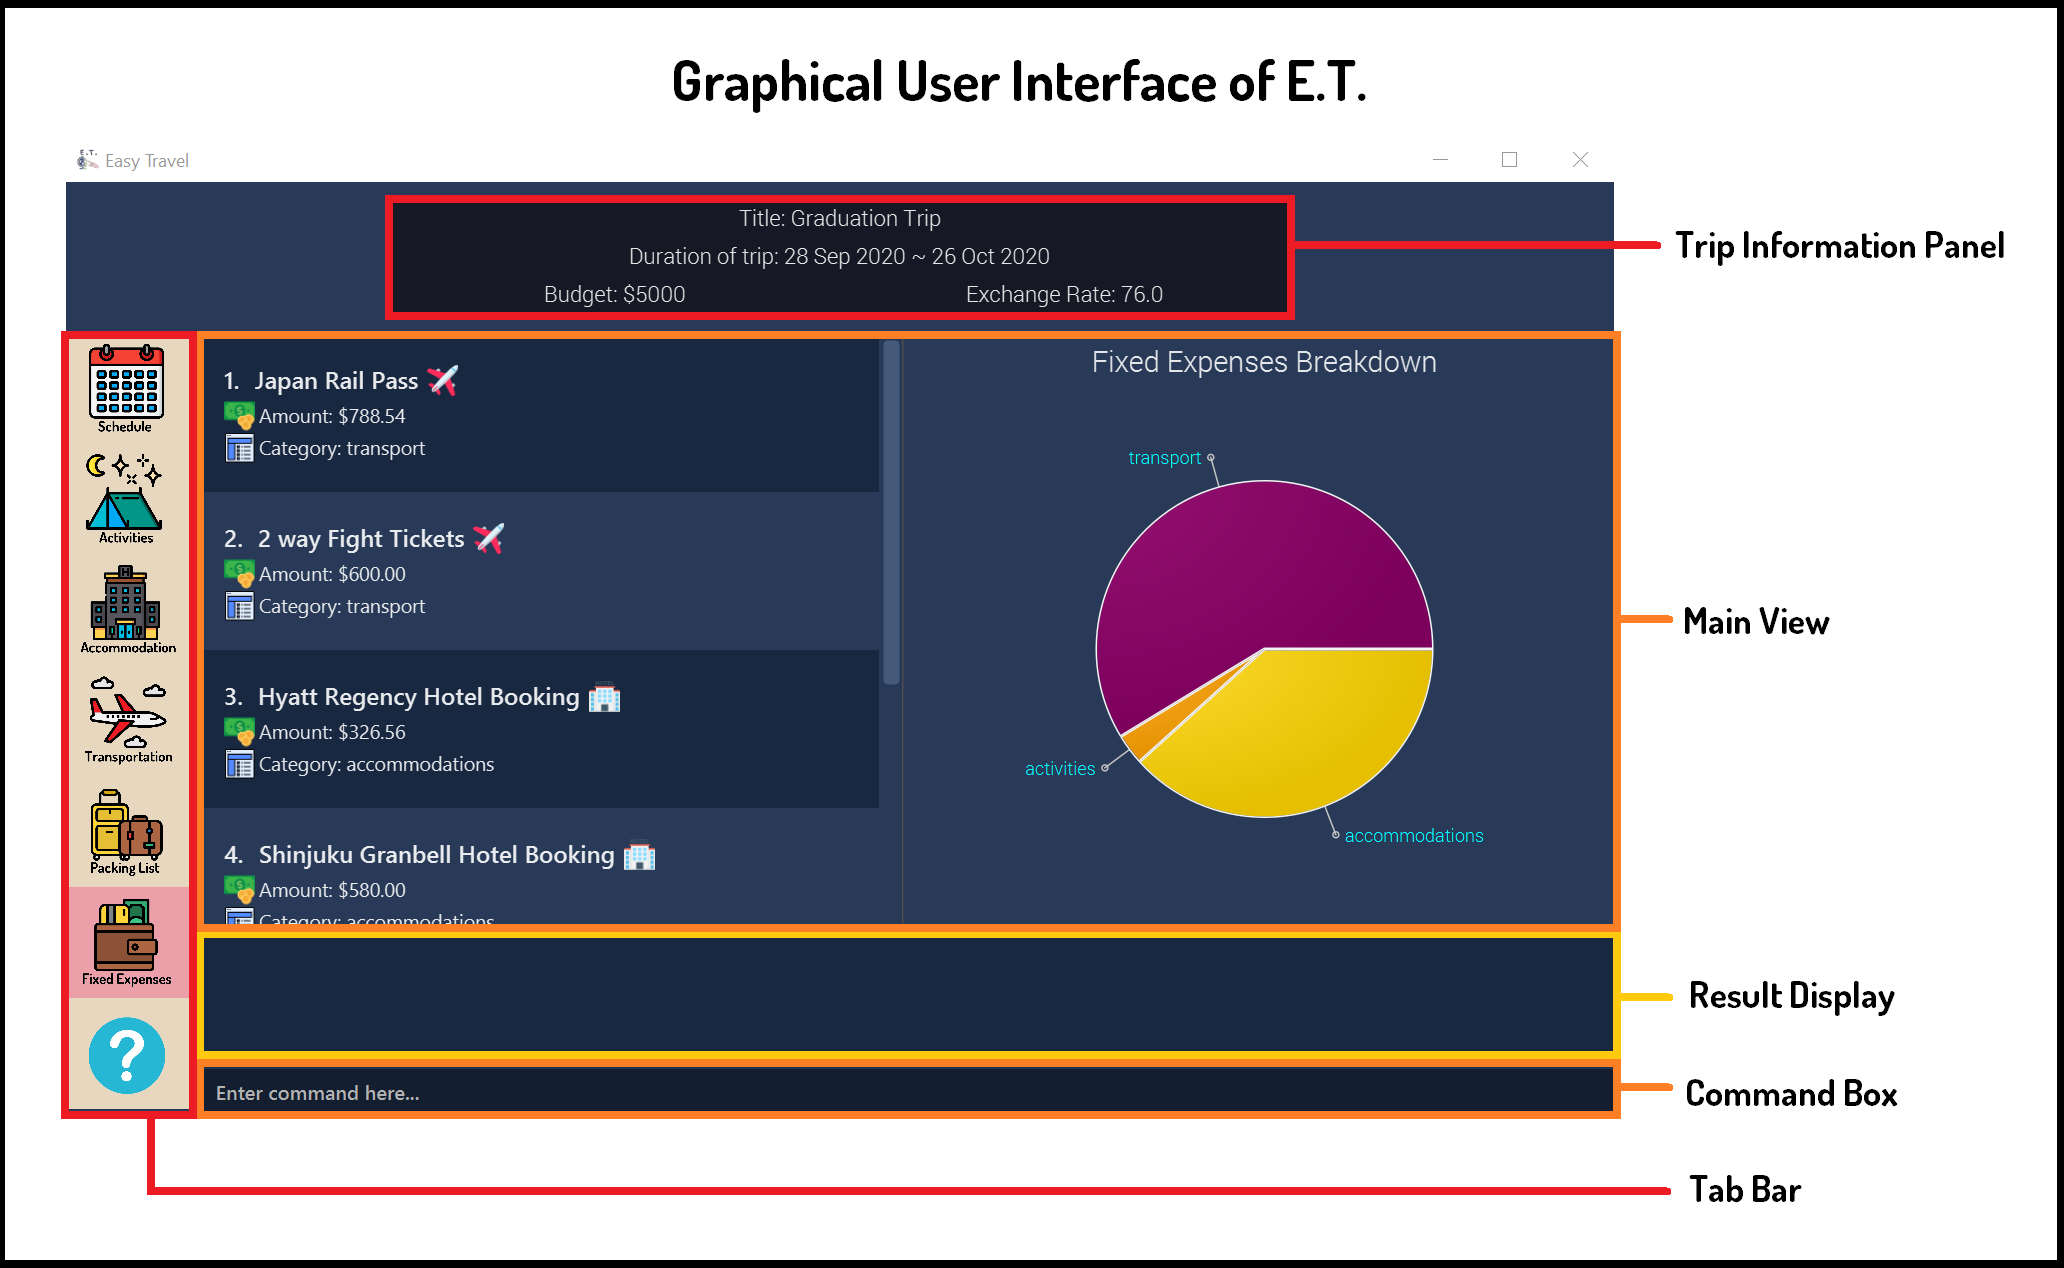 Graphical User Interface of E.T.
E.T.
Easy Travel
Title: Graduation Trip
Duration of trip: 28 Sep 2020 ~ 26 Oct 2020
Budget: $5000
Exchange Rate: 76.0
Trip Information Panel
Schedule
Activities
Accommodation
Transportation
Packing List
Fixed Expenses
?
1. Japan Rail Pass
Amount: $788.54
Category: transport
2. 2 way Fight Tickets
Amount: $600.00
Category: transport
3. Hyatt Regency Hotel Booking
Amount: $326.56
Category: accommodations
4. Shinjuku Granbell Hotel Booking
Amount: $580.00
Category: accommodations
Fixed Expenses Breakdown
transport
activities
accommodations
Main View
Result Display
Enter command here...
Command Box
Tab Bar